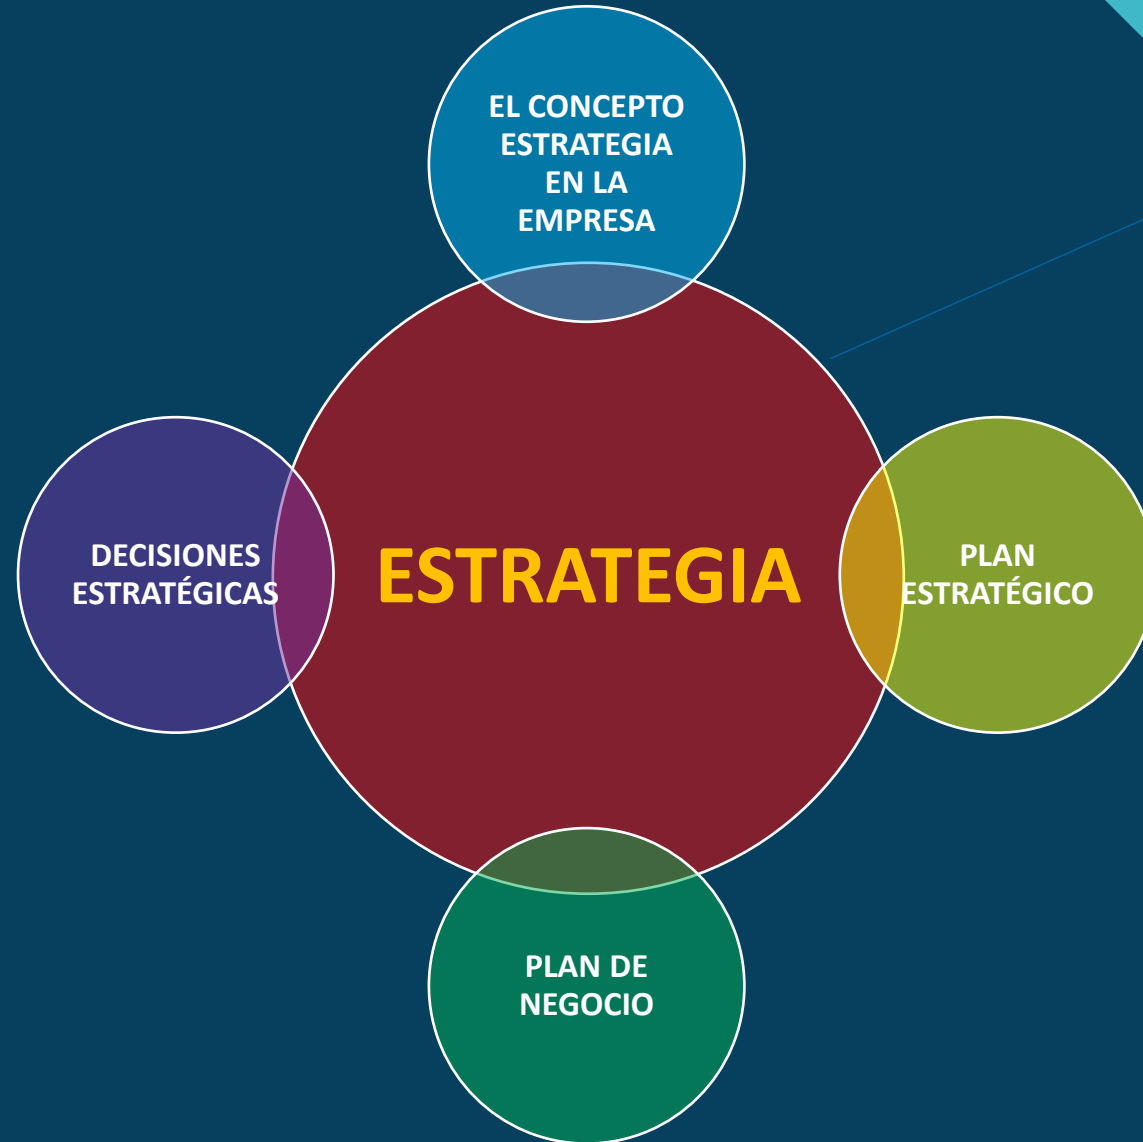 EL CONCEPTO
ESTRATEGIA
EN LA
EMPRESA
DECISIONES
ESTRATÉGICAS
ESTRATEGIA
PLAN
ESTRATÉGICO
PLAN DE
NEGOCIO